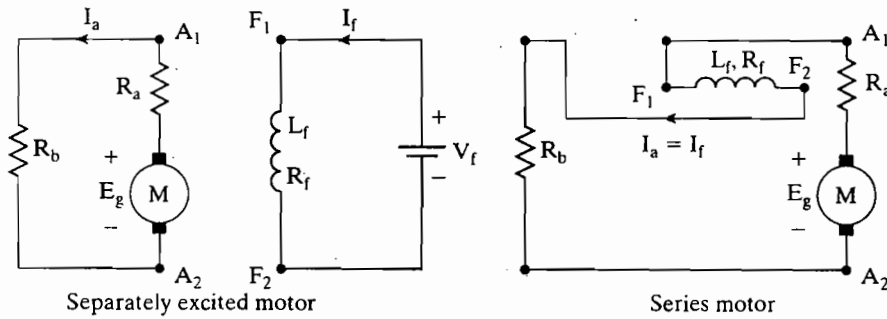 I_a
A_1
R_a
R_b
+
E_g
M
−
A_2
F_1
I_f
L_f
R_f
+
V_f
−
F_2
Separately excited motor
A_1
L_f, R_f
F_2
F_1
R_a
I_a = I_f
R_b
+
E_g
M
−
A_2
Series motor